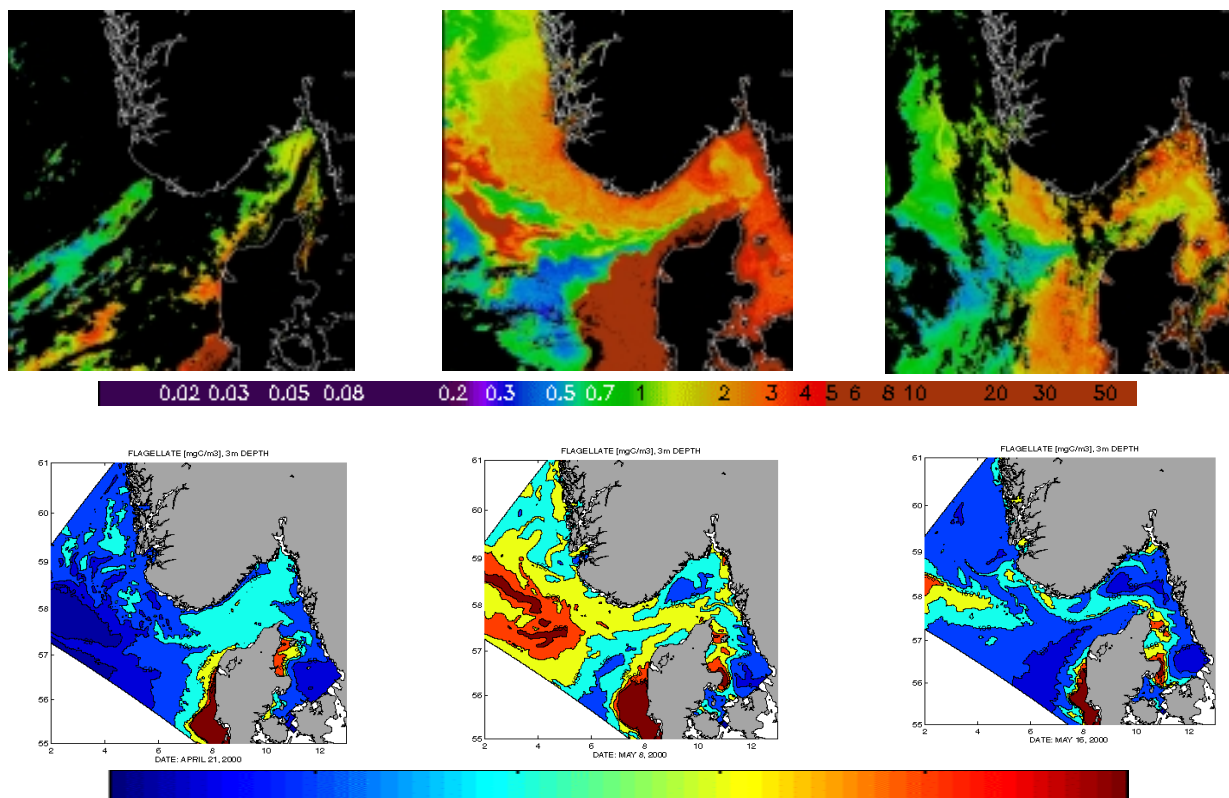 0.02 0.03 0.05 0.08 0.2 0.3 0.5 0.7 1 2 3 4 5 6 8 10 20 30 50
FLAGELLATE [mgC/m3], 3m DEPTH
61
60
59
58
57
56
55
2 4 6 8 10 12
DATE: APRIL 21, 2000
FLAGELLATE [mgC/m3], 3m DEPTH
61
60
59
58
57
56
55
2 4 6 8 10 12
DATE: MAY 8, 2000
FLAGELLATE [mgC/m3], 3m DEPTH
61
60
59
58
57
56
55
2 4 6 8 10 12
DATE: MAY 16, 2000